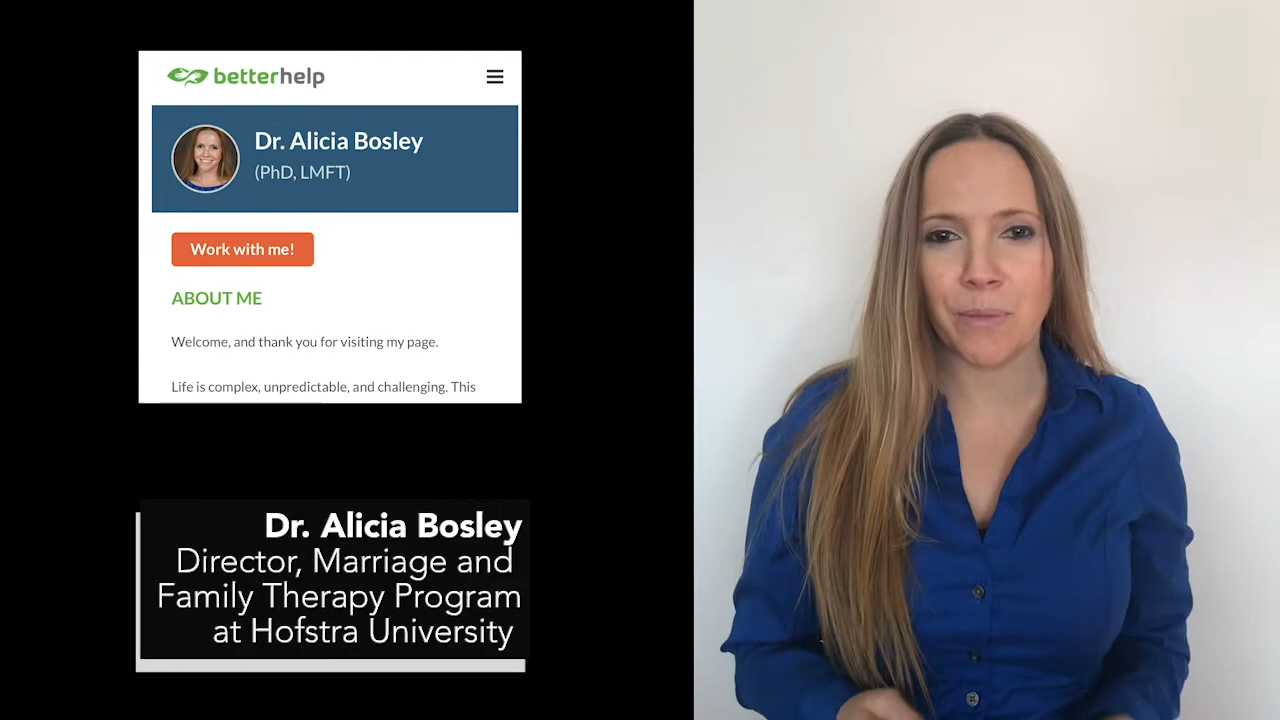 betterhelp
Dr. Alicia Bosley
(PhD, LMFT)
Work with me!
ABOUT ME
Welcome, and thank you for visiting my page.
Life is complex, unpredictable, and challenging. This
Dr. Alicia Bosley
Director, Marriage and
Family Therapy Program
at Hofstra University